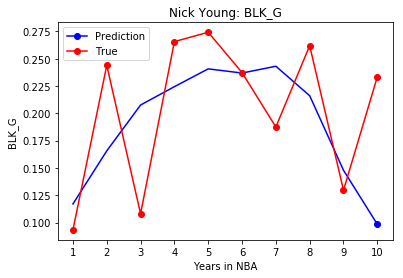 Nick Young: BLK_G
Prediction
True
BLK_G
0.275
0.250
0.225
0.200
0.175
0.150
0.125
0.100
1 2 3 4 5 6 7 8 9 10
Years in NBA